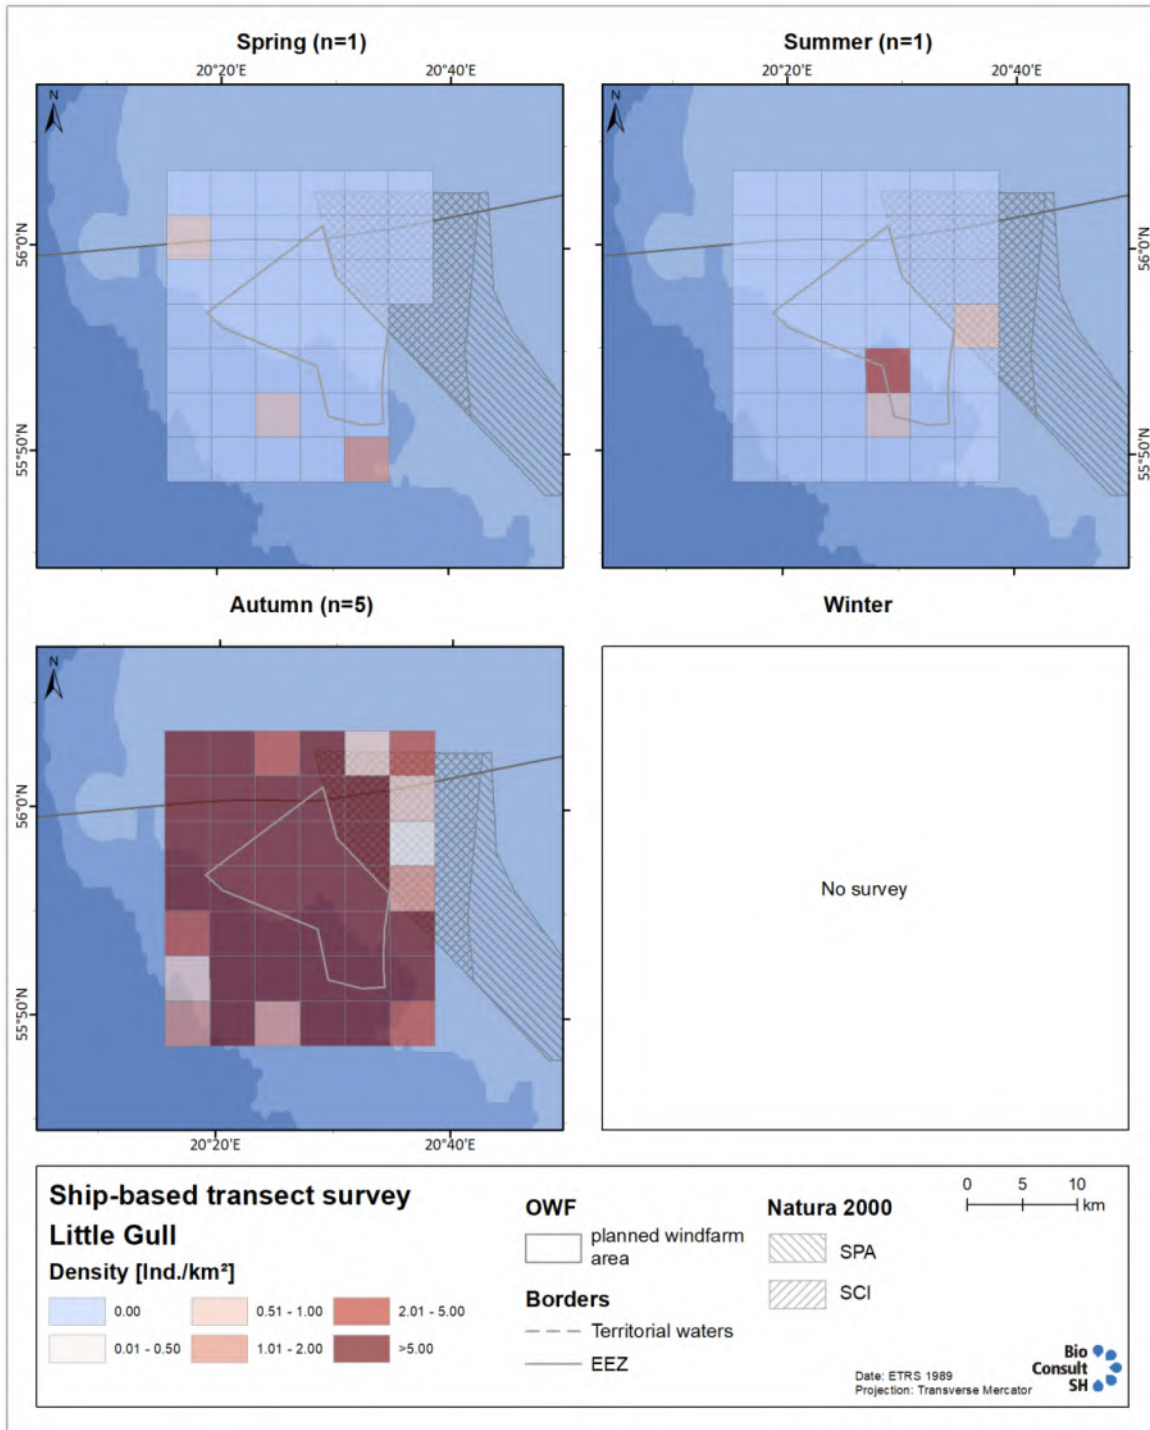 Spring (n=1)
Summer (n=1)
20°20'E
20°40'E
20°20'E
20°40'E
N
N
56°0'N
56°0'N
55°50'N
55°50'N
Autumn (n=5)
Winter
N
56°0'N
No survey
55°50'N
20°20'E
20°40'E
Ship-based transect survey
Little Gull
Density [Ind./km²]
0.00
0.51 - 1.00
2.01 - 5.00
0.01 - 0.50
1.01 - 2.00
>5.00
OWF
planned windfarm
area
Borders
Territorial waters
EEZ
Natura 2000
SPA
SCI
0 5 10
km
Date: ETRS 1989
Projection: Transverse Mercator
Bio
Consult
SH